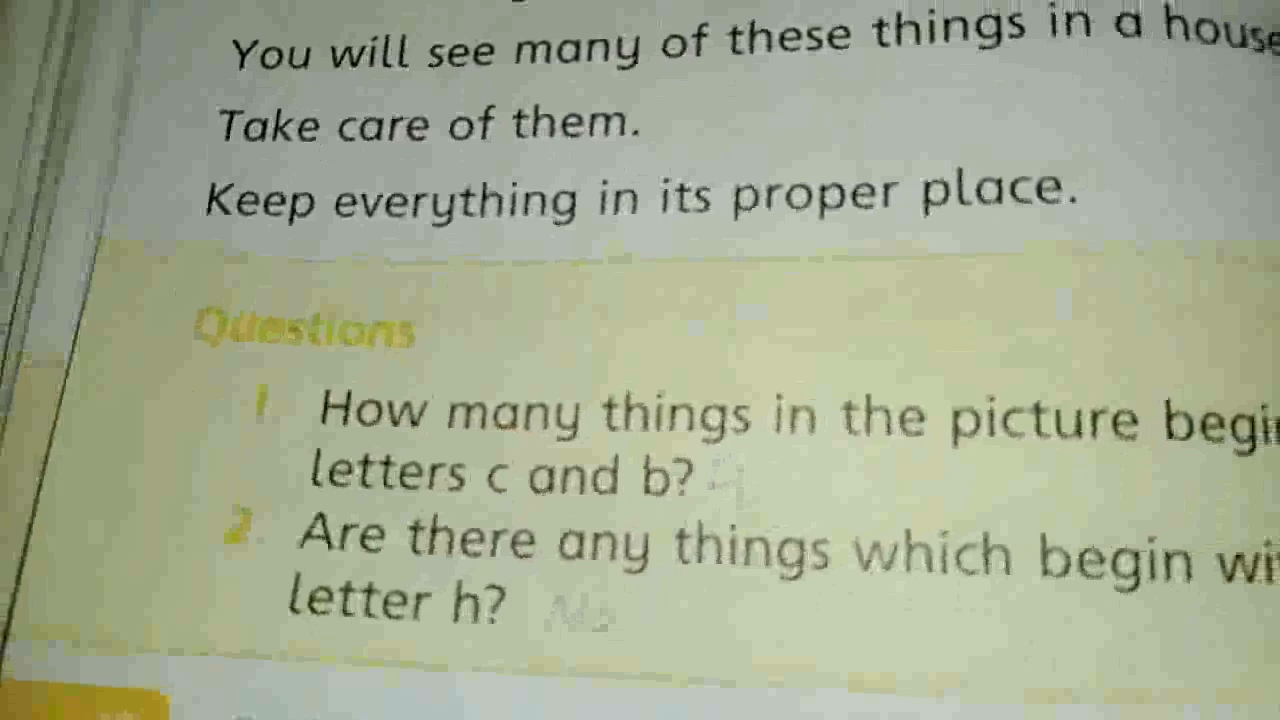 You will see many of these things in a house
Take care of them.
Keep everything in its proper place.
Questions
1. How many things in the picture begin
letters c and b?
2. Are there any things which begin wi
letter h? No